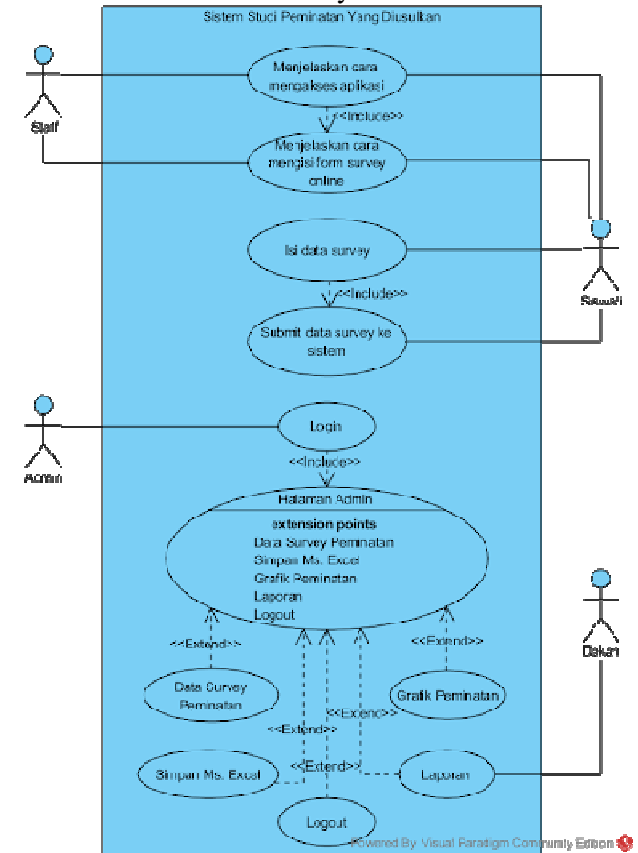 Sistem Studi Peminatan Yang Diusulkan
Menjelaskan cara
mengakses aplikasi
<<Include>>
Staff
Menjelaskan cara
mengisi form survey
online
Isi data survey
<<Include>>
Submit data survey ke
sistem
Login
Admin
<<Include>>
Halaman Admin
extension points
Data Survey Peminatan
Simpan Ms. Excel
Grafik Peminatan
Laporan
Logout
<<Extend>>
<<Extend>>
Dekan
Data Survey
Peminatan
Grafik Peminatan
<<Extend>>
<<Extend>>
<<Extend>>
Simpan Ms. Excel
Laporan
Logout
Powered By Visual Paradigm Community Edition